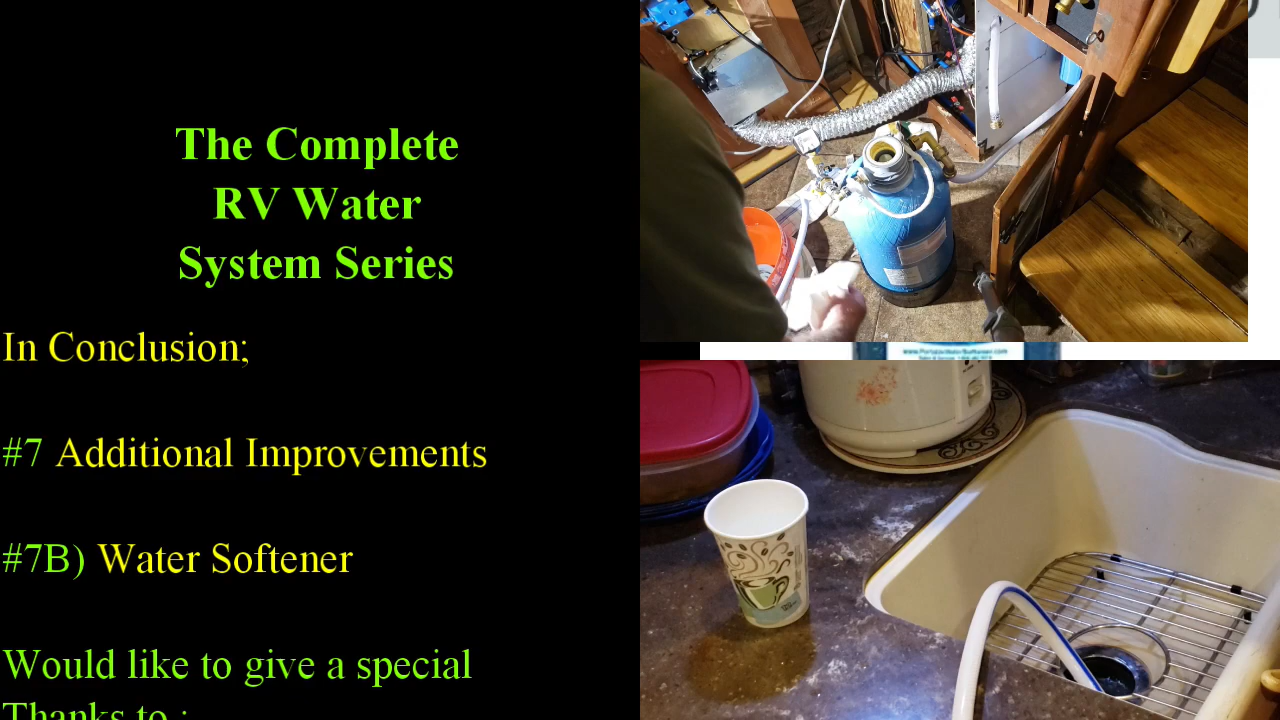 The Complete
RV Water
System Series
In Conclusion;
#7 Additional Improvements
#7B) Water Softener
Would like to give a special
Thanks to :